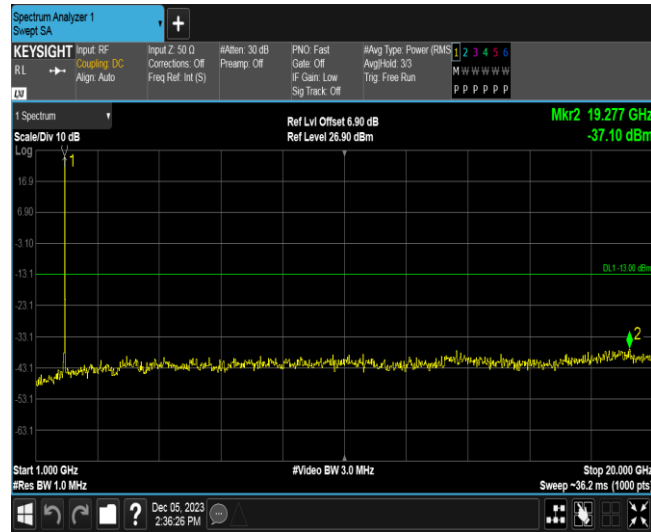 Spectrum Analyzer 1
Swept SA
KEYSIGHT
RL
LXI
Input: RF
Coupling: DC
Align: Auto
Input Z: 50 Ω
Corrections: Off
Freq Ref: Int (S)
#Atten: 30 dB
Preamp: Off
PNO: Fast
Gate: Off
IF Gain: Low
Sig Track: Off
#Avg Type: Power (RMS
Avg|Hold: 3/3
Trig: Free Run
1 2 3 4 5 6
M W W W W W
P P P P P P
1 Spectrum
Scale/Div 10 dB
Log
Ref Lvl Offset 6.90 dB
Ref Level 26.90 dBm
Mkr2 19.277 GHz
-37.10 dBm
1
16.9
6.90
-3.10
-13.1
DL1 -13.00 dBm
-23.1
-33.1
2
-43.1
-53.1
-63.1
Start 1.000 GHz
#Res BW 1.0 MHz
#Video BW 3.0 MHz
Stop 20.000 GHz
Sweep ~36.2 ms (1000 pts)
?
Dec 05, 2023
2:36:26 PM